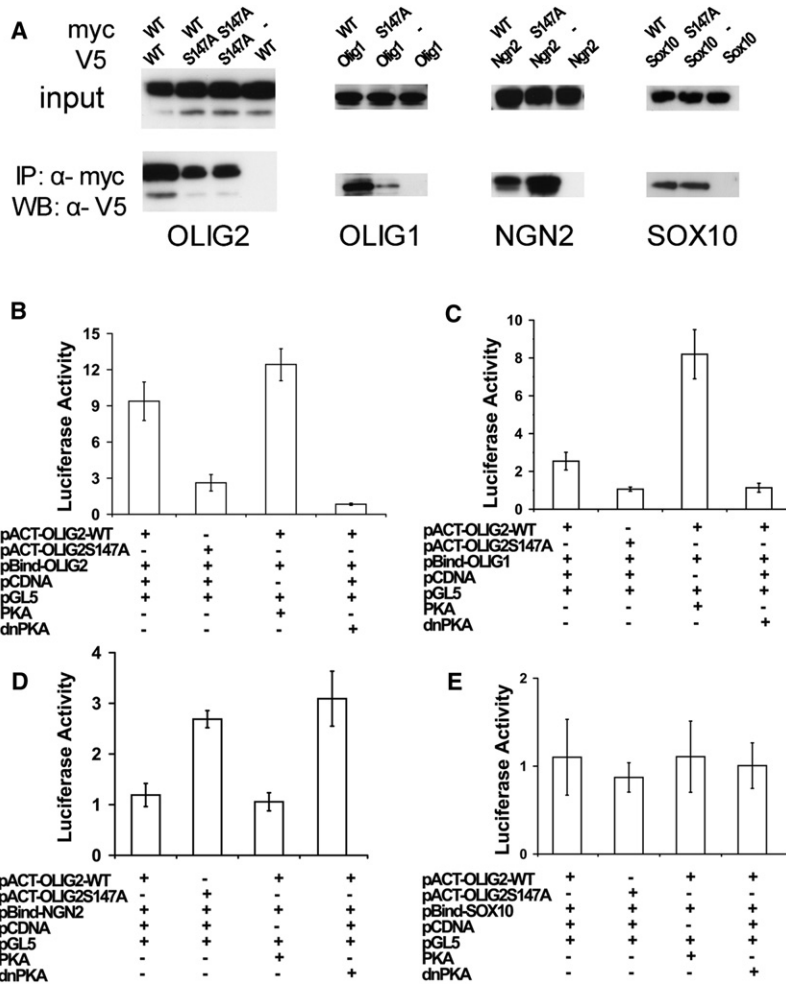 A
myc WT WT S147A - WT S147A - WT S147A - WT S147A -
V5 WT S147A S147A WT Olig1 Olig1 Olig1 Ngn2 Ngn2 Ngn2 Sox10 Sox10 Sox10
input
IP: α- myc
WB: α- V5
OLIG2 OLIG1 NGN2 SOX10
B
Luciferase Activity
15
12
9
6
3
0
pACT-OLIG2-WT + - + +
pACT-OLIG2S147A - + - -
pBind-OLIG2 + + + +
pCDNA + + - +
pGL5 + + + +
PKA - - + -
dnPKA - - - +
C
Luciferase Activity
10
8
6
4
2
0
pACT-OLIG2-WT + - + +
pACT-OLIG2S147A - + - -
pBind-OLIG1 + + + +
pCDNA + + - +
pGL5 + + + +
PKA - - + -
dnPKA - - - +
D
Luciferase Activity
4
3
2
1
0
pACT-OLIG2-WT + - + +
pACT-OLIG2S147A - + - -
pBind-NGN2 + + + +
pCDNA + + - +
pGL5 + + + +
PKA - - + -
dnPKA - - - +
E
Luciferase Activity
2
1
0
pACT-OLIG2-WT + - + +
pACT-OLIG2S147A - + - -
pBind-SOX10 + + + +
pCDNA + + - +
pGL5 + + + +
PKA - - + -
dnPKA - - - +